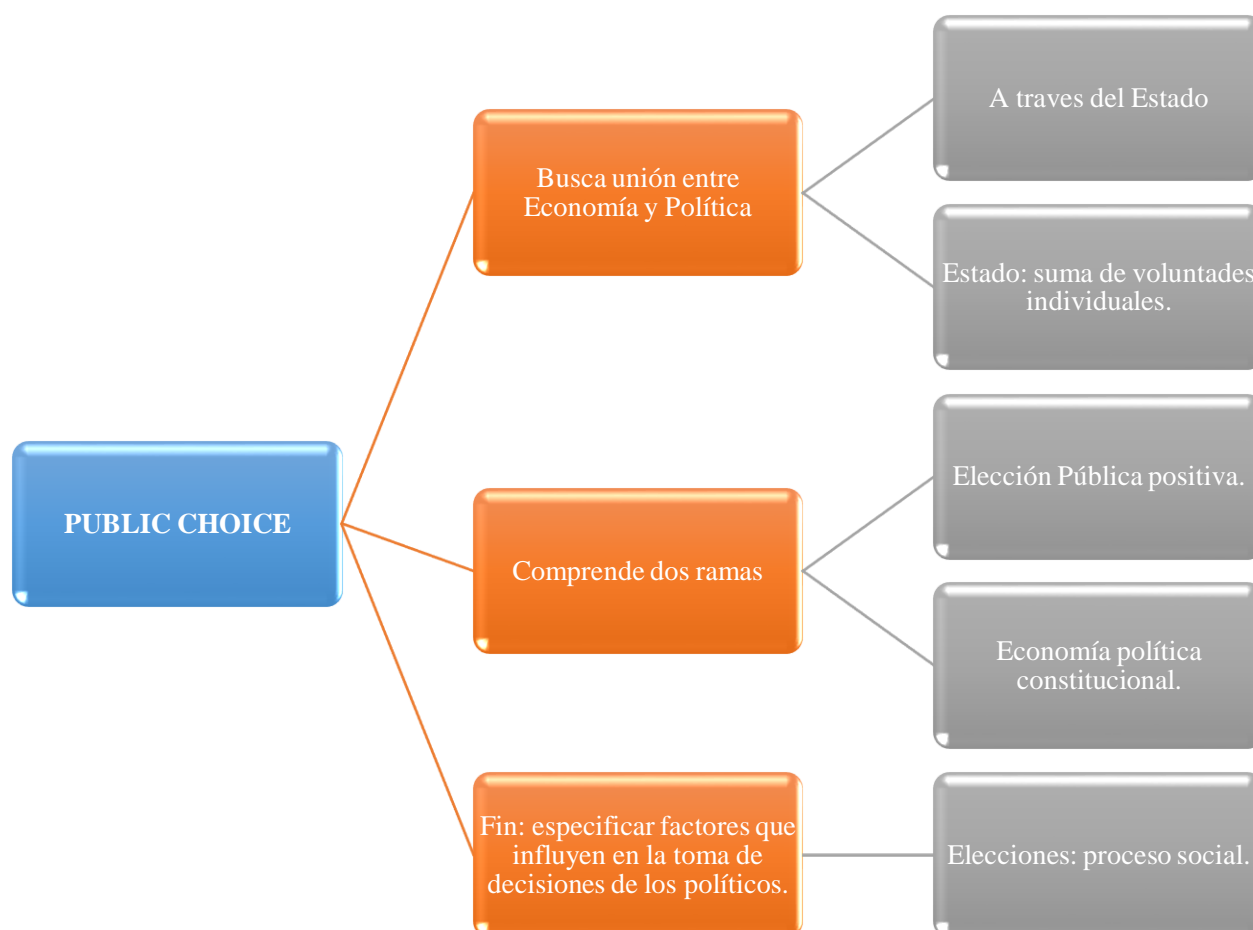 PUBLIC CHOICE
Busca unión entre
Economía y Política
A traves del Estado
Estado: suma de voluntades
individuales.
Comprende dos ramas
Elección Pública positiva.
Economía política
constitucional.
Fin: especificar factores que
influyen en la toma de
decisiones de los políticos.
Elecciones: proceso social.